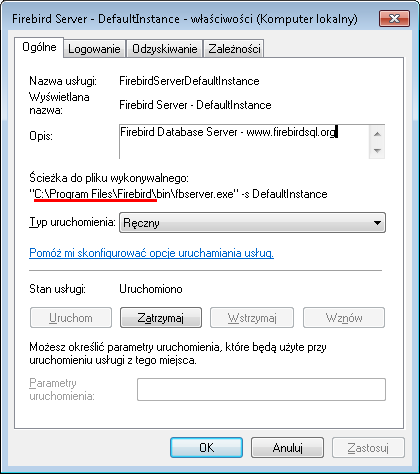 Firebird Server - DefaultInstance - właściwości (Komputer lokalny)
Ogólne Logowanie Odzyskiwanie Zależności
Nazwa usługi: FirebirdServerDefaultInstance
Wyświetlana
nazwa: Firebird Server - DefaultInstance
Opis: Firebird Database Server - www.firebirdsql.org
Ścieżka do pliku wykonywalnego:
"C:\Program Files\Firebird\bin\fbserver.exe" -s DefaultInstance
Typ uruchomienia: Ręczny
Pomóż mi skonfigurować opcje uruchamiania usług.
Stan usługi: Uruchomiono
Uruchom Zatrzymaj Wstrzymaj Wznów
Możesz określić parametry uruchomienia, które będą użyte przy
uruchomieniu usługi z tego miejsca.
Parametry
uruchomienia:
OK Anuluj Zastosuj